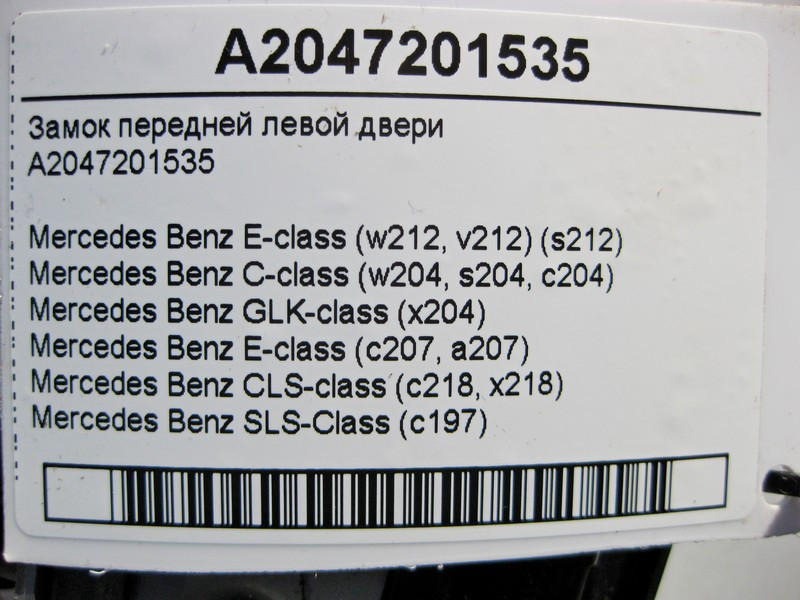 A2047201535
Замок передней левой двери
A2047201535
Mercedes Benz E-class (w212, v212) (s212)
Mercedes Benz C-class (w204, s204, c204)
Mercedes Benz GLK-class (x204)
Mercedes Benz E-class (c207, a207)
Mercedes Benz CLS-class (c218, x218)
Mercedes Benz SLS-Class (c197)